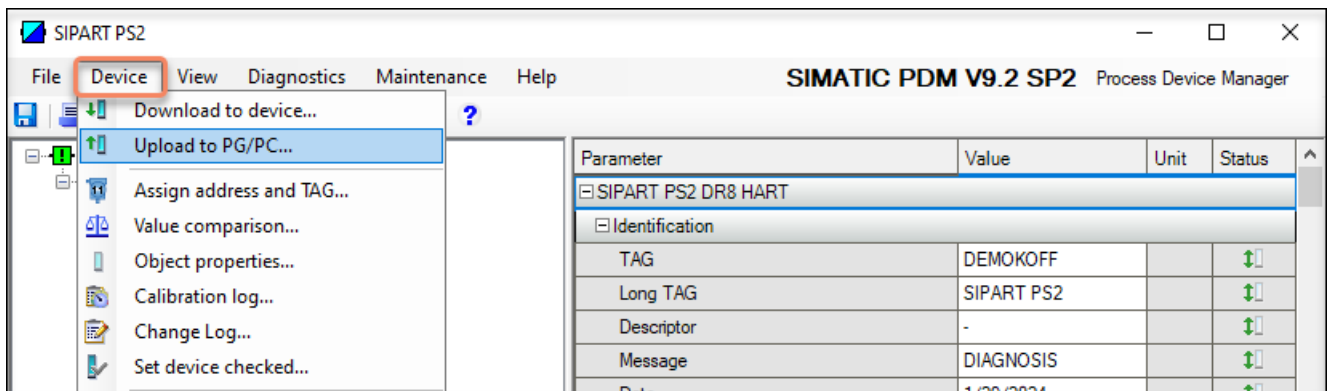 SIPART PS2
File Device View Diagnostics Maintenance Help SIMATIC PDM V9.2 SP2 Process Device Manager
Download to device...
Upload to PG/PC...
Assign address and TAG...
Value comparison...
Object properties...
Calibration log...
Change Log...
Set device checked...
Parameter Value Unit Status
SIPART PS2 DR8 HART
Identification
TAG DEMOKOFF
Long TAG SIPART PS2
Descriptor -
Message DIAGNOSIS